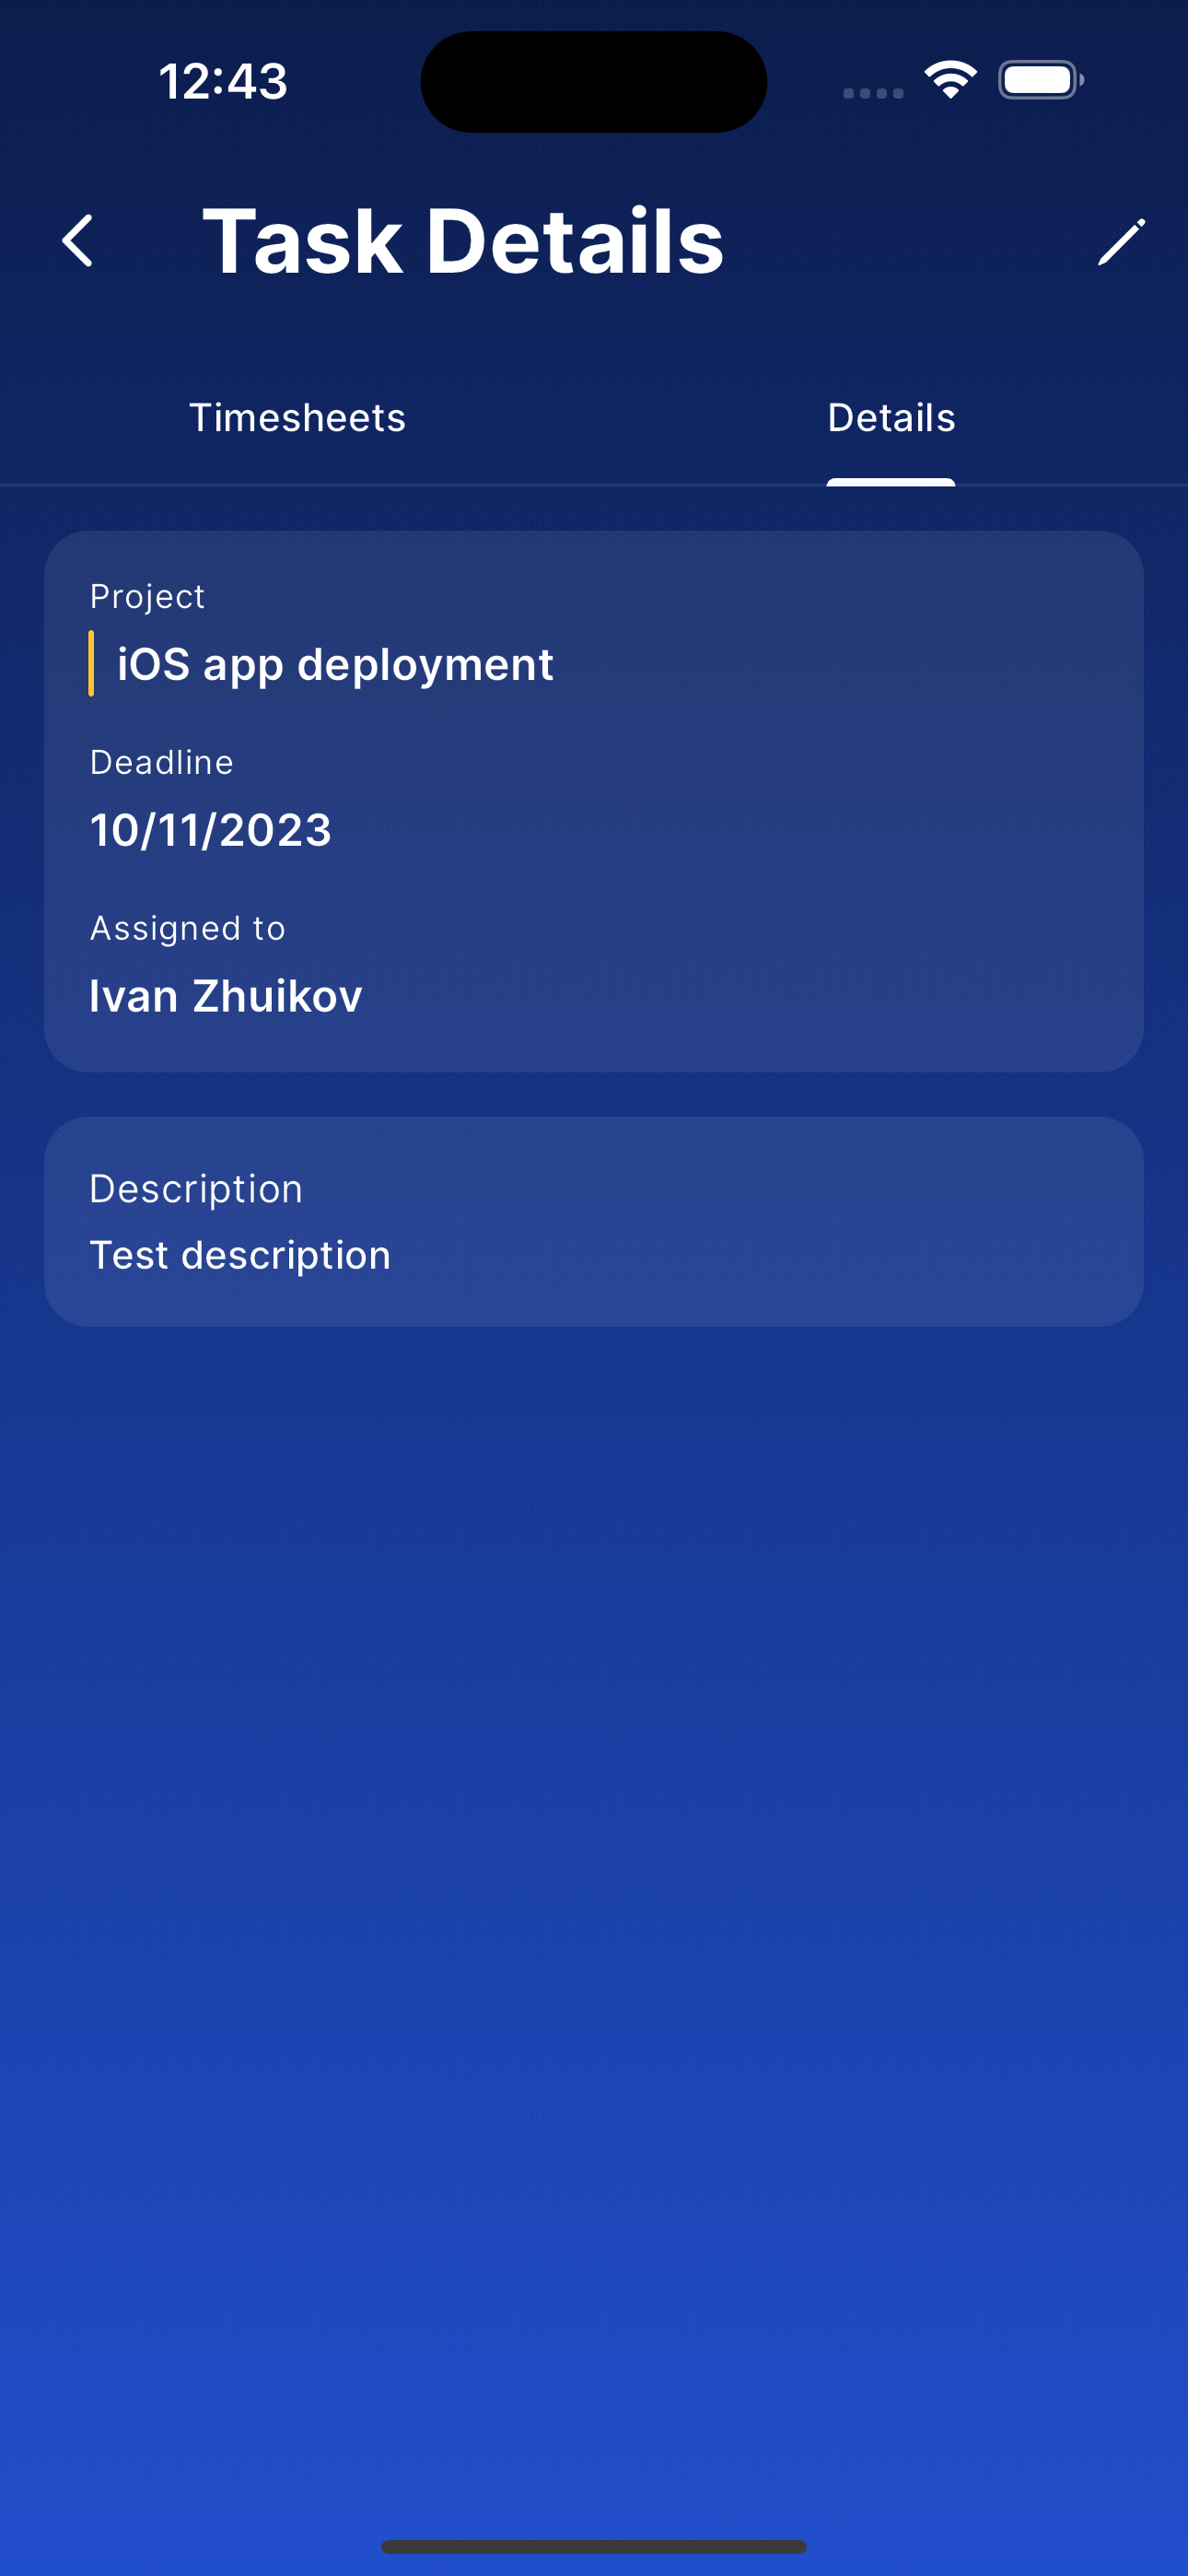 12:43
Task Details
Timesheets
Details
Project
iOS app deployment
Deadline
10/11/2023
Assigned to
Ivan Zhuikov
Description
Test description